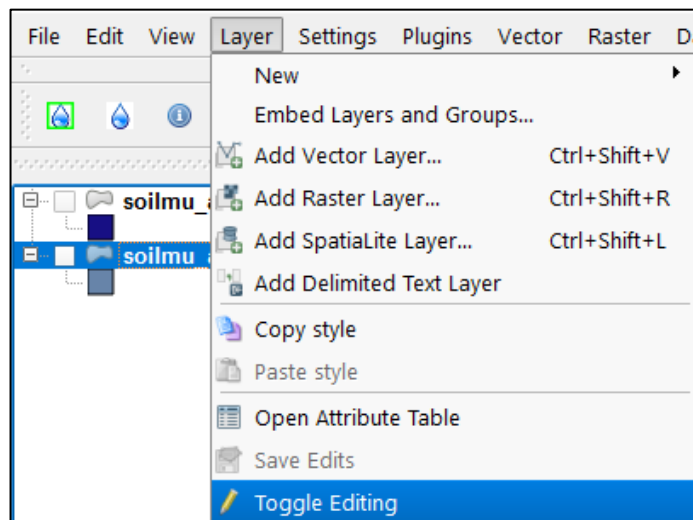 File Edit View Layer Settings Plugins Vector Raster
New
Embed Layers and Groups...
Add Vector Layer... Ctrl+Shift+V
Add Raster Layer... Ctrl+Shift+R
soilmu_
Add SpatiaLite Layer... Ctrl+Shift+L
soilmu_
Add Delimited Text Layer
Copy style
Paste style
Open Attribute Table
Save Edits
Toggle Editing